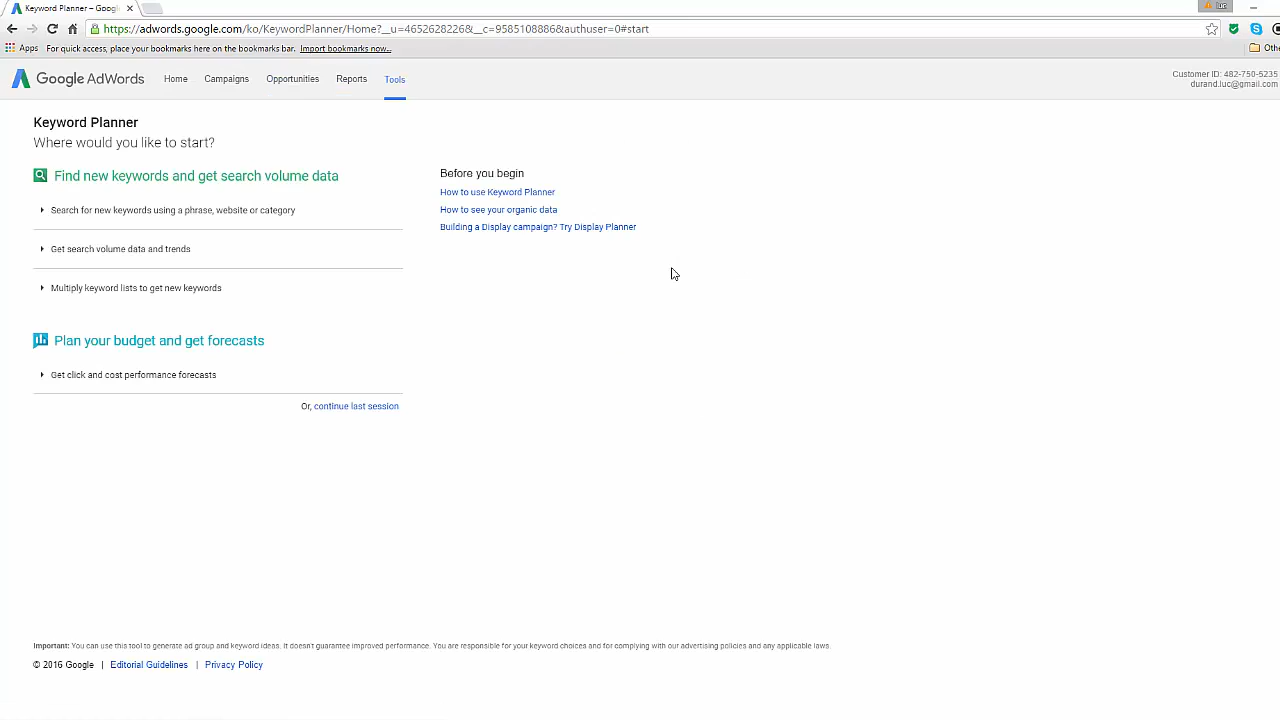 Keyword Planner – Googl
luc
https://adwords.google.com/ko/KeywordPlanner/Home?__u=4652628226&__c=9585108886&authuser=0#start
Apps For quick access, place your bookmarks here on the bookmarks bar. Import bookmarks now...
Othe
Google AdWords Home Campaigns Opportunities Reports Tools
Customer ID: 482-750-5235
durand.luc@gmail.com
Keyword Planner
Where would you like to start?
Find new keywords and get search volume data
Search for new keywords using a phrase, website or category
Get search volume data and trends
Multiply keyword lists to get new keywords
Plan your budget and get forecasts
Get click and cost performance forecasts
Or, continue last session
Before you begin
How to use Keyword Planner
How to see your organic data
Building a Display campaign? Try Display Planner
Important: You can use this tool to generate ad group and keyword ideas. It doesn't guarantee improved performance. You are responsible for your keyword choices and for complying with our advertising policies and any applicable laws.
© 2016 Google | Editorial Guidelines | Privacy Policy